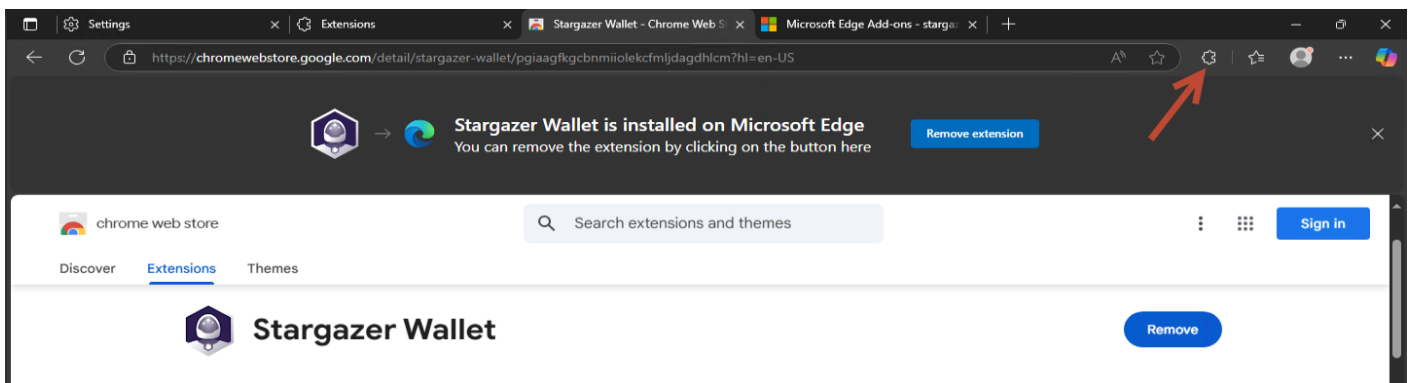 Settings
Extensions
Stargazer Wallet - Chrome Web S
Microsoft Edge Add-ons - starga
https://chromewebstore.google.com/detail/stargazer-wallet/pgiaagfkgcbnmiiolekcfmljdagdhlcm?hl=en-US
Stargazer Wallet is installed on Microsoft Edge
You can remove the extension by clicking on the button here
Remove extension
chrome web store
Search extensions and themes
Sign in
Discover
Extensions
Themes
Stargazer Wallet
Remove